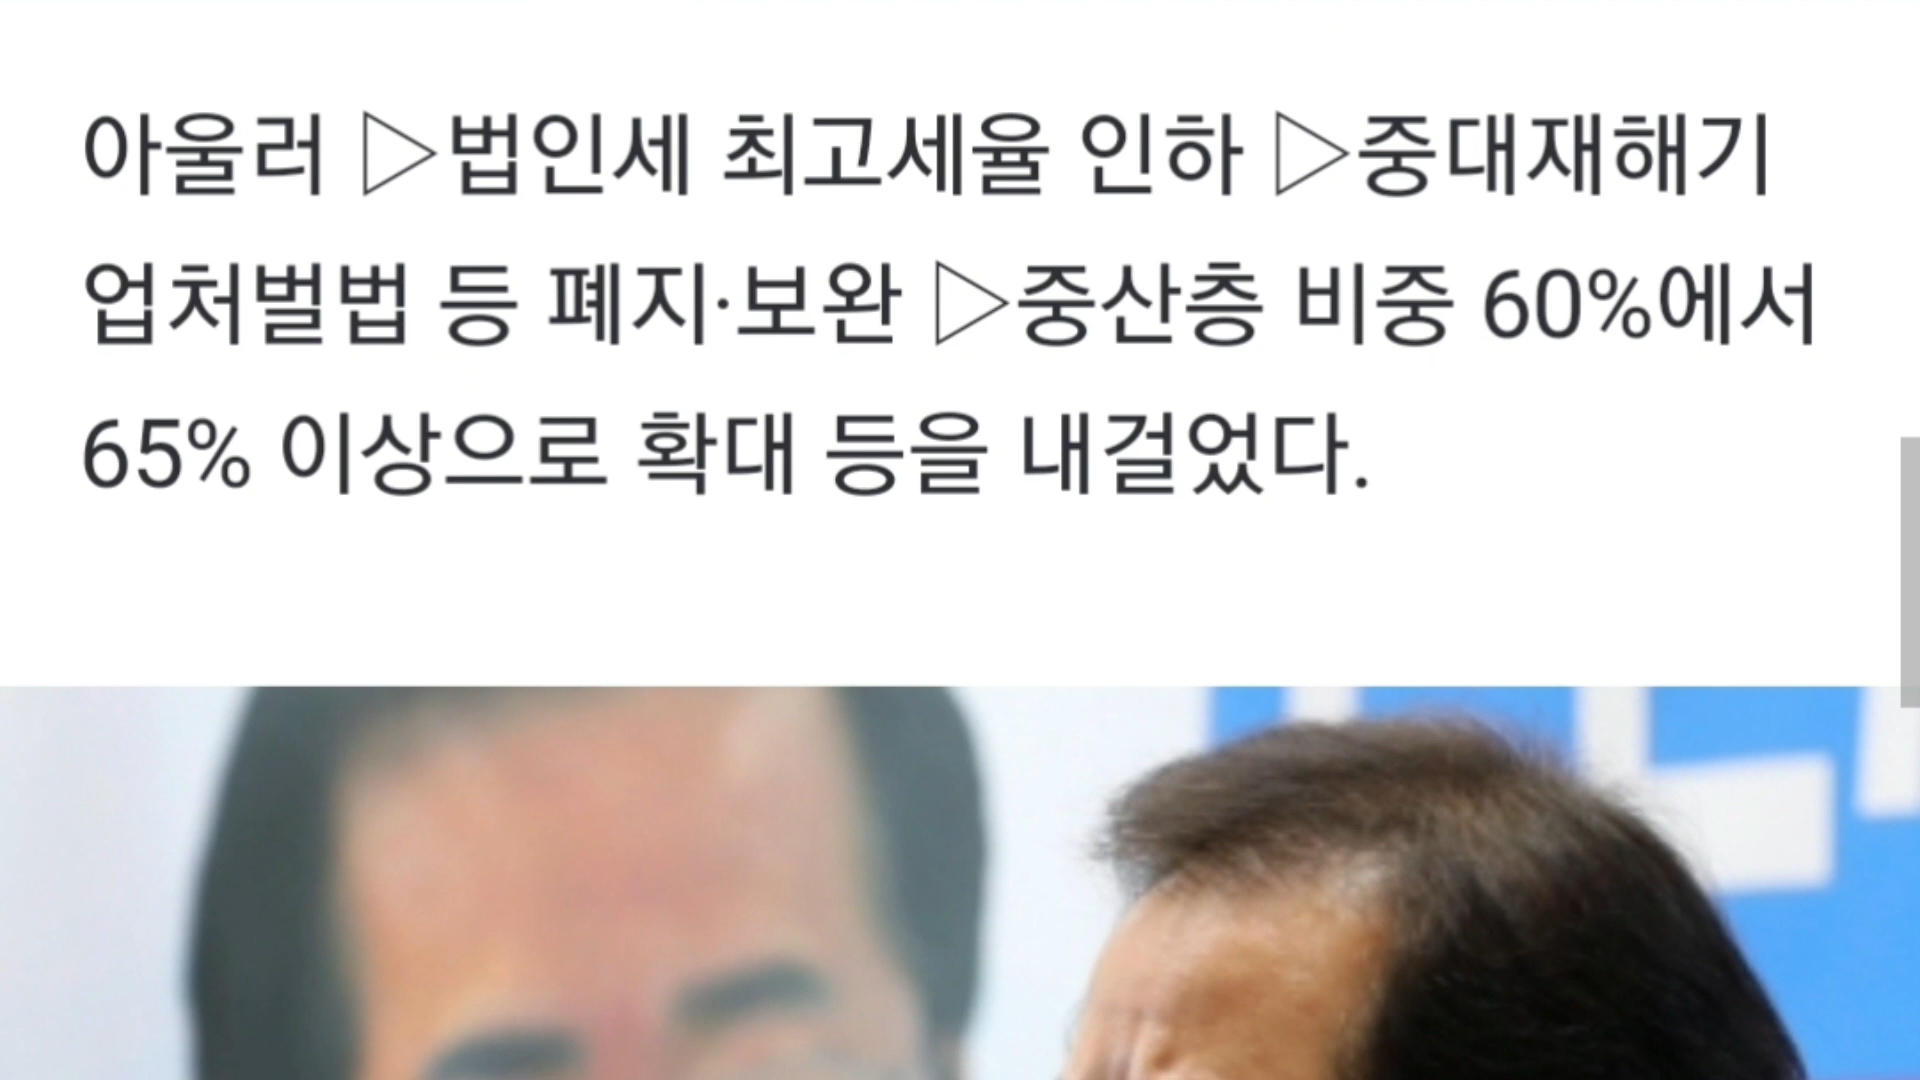 아울러 ▷법인세 최고세율 인하 ▷중대재해기
업처벌법 등 폐지·보완 ▷중산층 비중 60%에서
65% 이상으로 확대 등을 내걸었다.